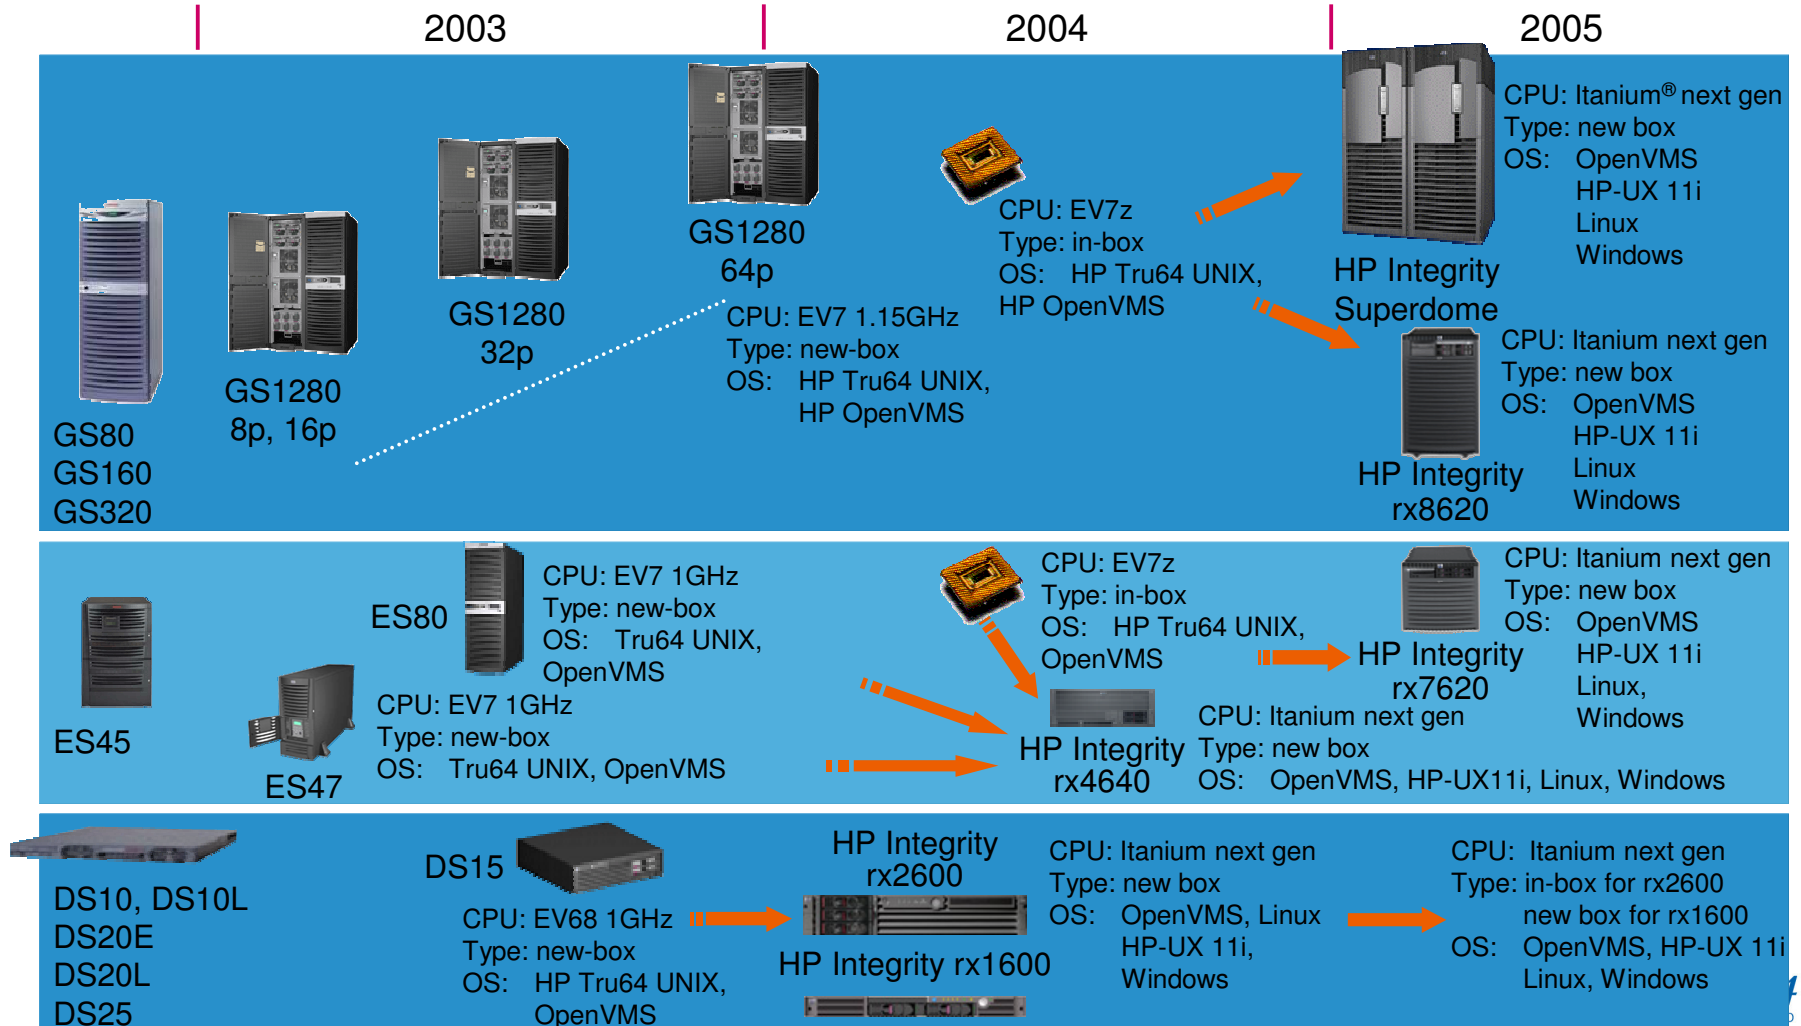 2003
2004
2005
GS80
GS160
GS320
GS1280
8p, 16p
GS1280
32p
GS1280
64p
CPU: EV7 1.15GHz
Type: new-box
OS: HP Tru64 UNIX,
HP OpenVMS
CPU: EV7z
Type: in-box
OS: HP Tru64 UNIX,
HP OpenVMS
HP Integrity
Superdome
CPU: Itanium® next gen
Type: new box
OS: OpenVMS
HP-UX 11i
Linux
Windows
HP Integrity
rx8620
CPU: Itanium next gen
Type: new box
OS: OpenVMS
HP-UX 11i
Linux
Windows
ES45
ES47
CPU: EV7 1GHz
Type: new-box
OS: Tru64 UNIX, OpenVMS
ES80
CPU: EV7 1GHz
Type: new-box
OS: Tru64 UNIX,
OpenVMS
CPU: EV7z
Type: in-box
OS: HP Tru64 UNIX,
OpenVMS
HP Integrity
rx4640
CPU: Itanium next gen
Type: new box
OS: OpenVMS, HP-UX11i, Linux, Windows
HP Integrity
rx7620
CPU: Itanium next gen
Type: new box
OS: OpenVMS
HP-UX 11i
Linux,
Windows
DS10, DS10L
DS20E
DS20L
DS25
DS15
CPU: EV68 1GHz
Type: new-box
OS: HP Tru64 UNIX,
OpenVMS
HP Integrity
rx2600
HP Integrity rx1600
CPU: Itanium next gen
Type: new box
OS: OpenVMS, Linux
HP-UX 11i,
Windows
CPU: Itanium next gen
Type: in-box for rx2600
new box for rx1600
OS: OpenVMS, HP-UX 11i
Linux, Windows